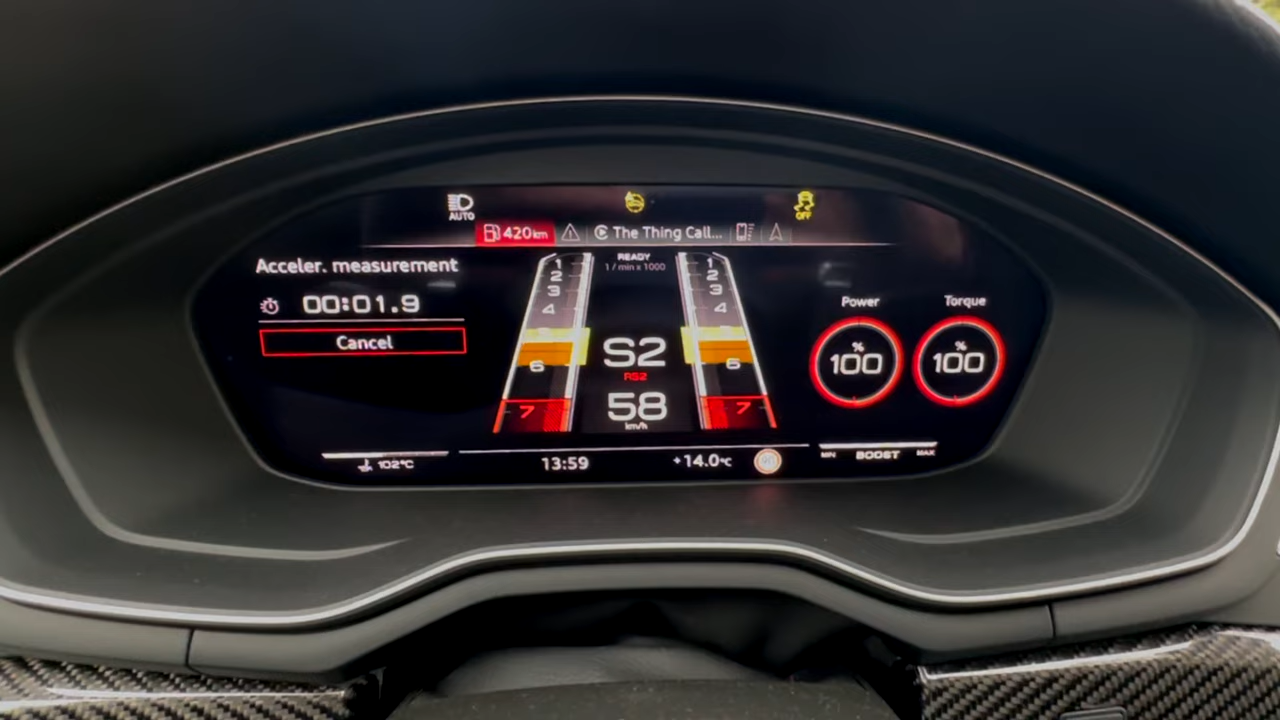 AUTO
OFF
420km
The Thing Call...
Acceler. measurement
00:01.9
Cancel
READY
1 / min x 1000
1
2
3
4
6
7
1
2
3
4
6
7
S2
RS2
58
km/h
Power
%
100
Torque
%
100
102°C
13:59
+14.0°C
MIN
BOOST
MAX